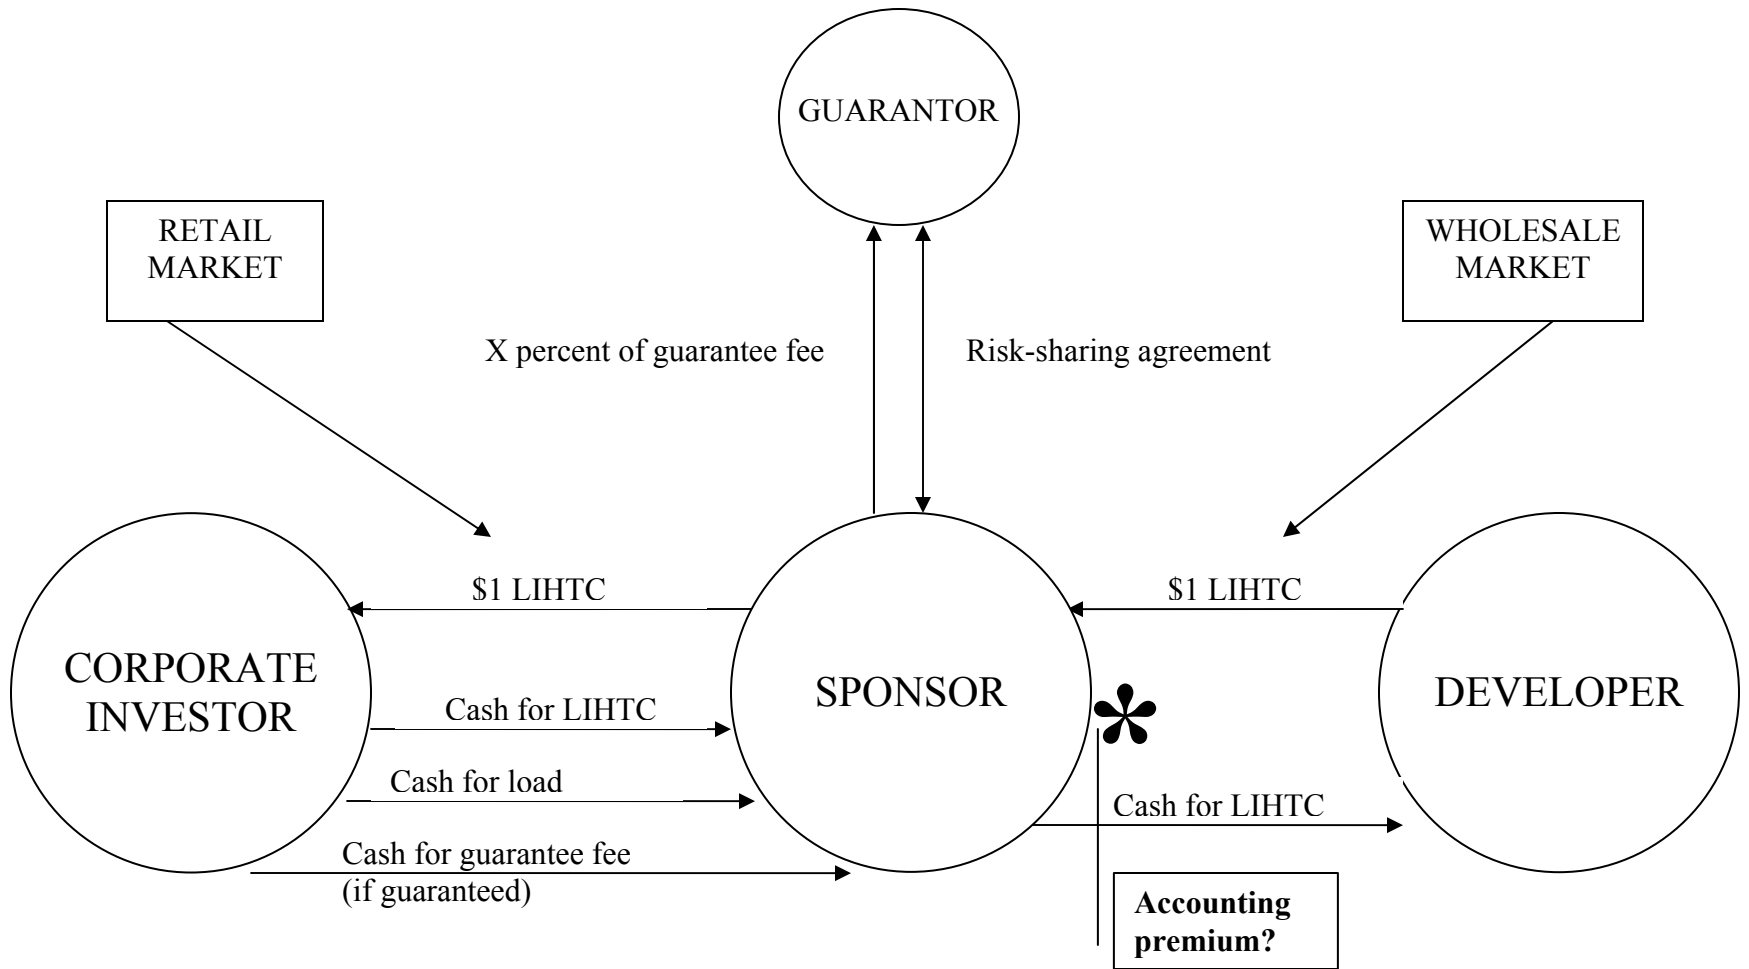 GUARANTOR
RETAIL
MARKET
WHOLESALE
MARKET
X percent of guarantee fee
Risk-sharing agreement
$1 LIHTC
$1 LIHTC
CORPORATE
INVESTOR
SPONSOR
DEVELOPER
Cash for LIHTC
Cash for load
Cash for LIHTC
Cash for guarantee fee
(if guaranteed)
Accounting
premium?